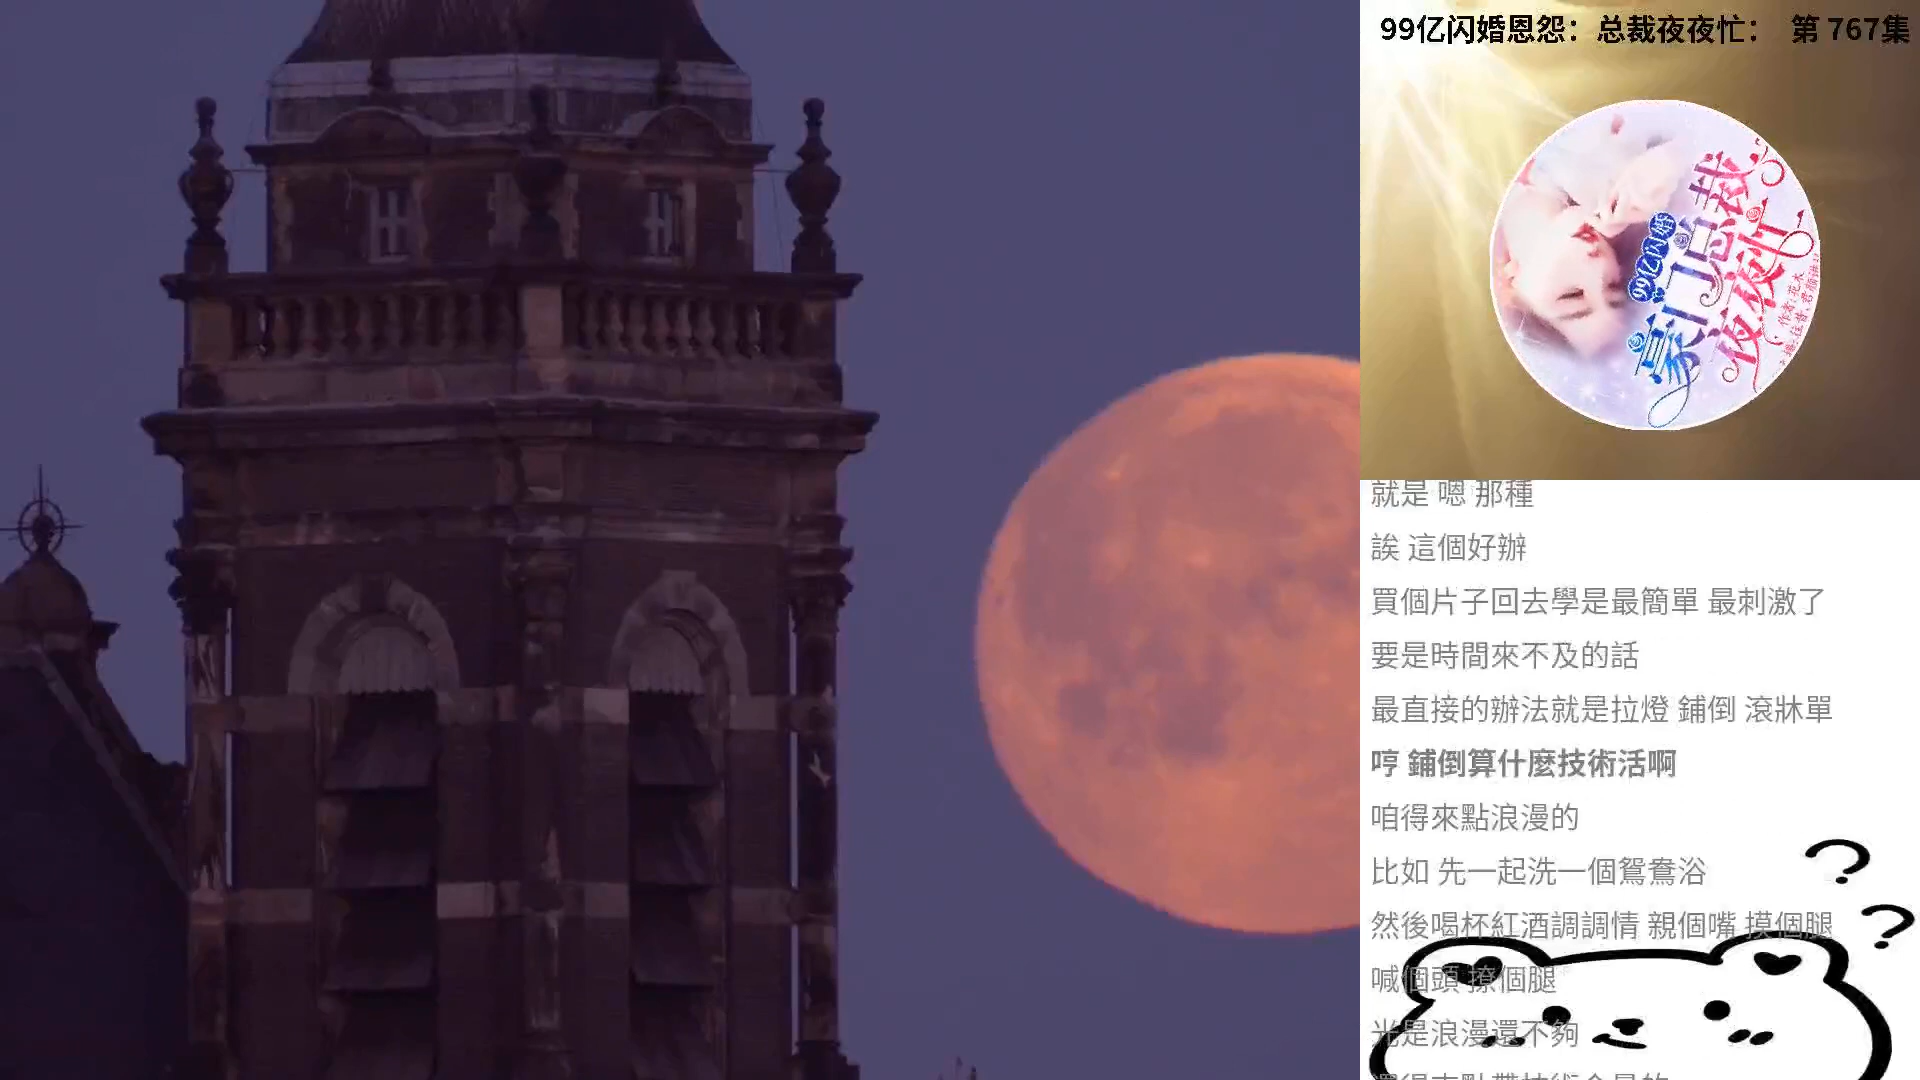 99亿闪婚恩怨：总裁夜夜忙： 第 767集
99亿闪婚
豪门总裁
夜夜忙
就是 嗯 那種
誒 這個好辦
買個片子回去學是最簡單 最刺激了
要是時間來不及的話
最直接的辦法就是拉燈 鋪倒 滾牀單
哼 鋪倒算什麼技術活啊
咱得來點浪漫的
比如 先一起洗一個鴛鴦浴
然後喝杯紅酒調調情 親個嘴 摸個腿
喊個頭 撩個腿
光是浪漫還不夠